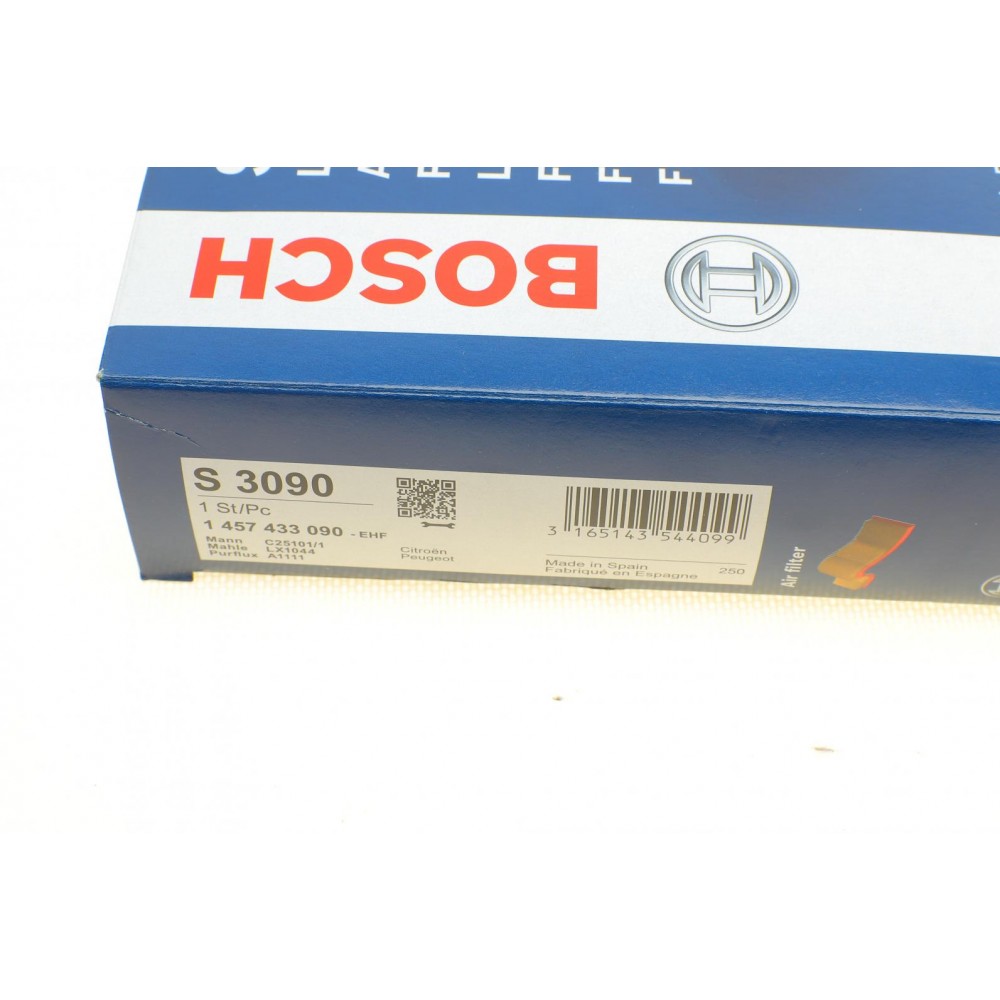 BOSCH
S 3090
1 St/Pc
1 457 433 090 - EHF
Mann C25101/1
Mahle LX1044
Purflux A1111
Citroën
Peugeot
3 165143 544099
Made in Spain
Fabriqué en Espagne
250
Air filter